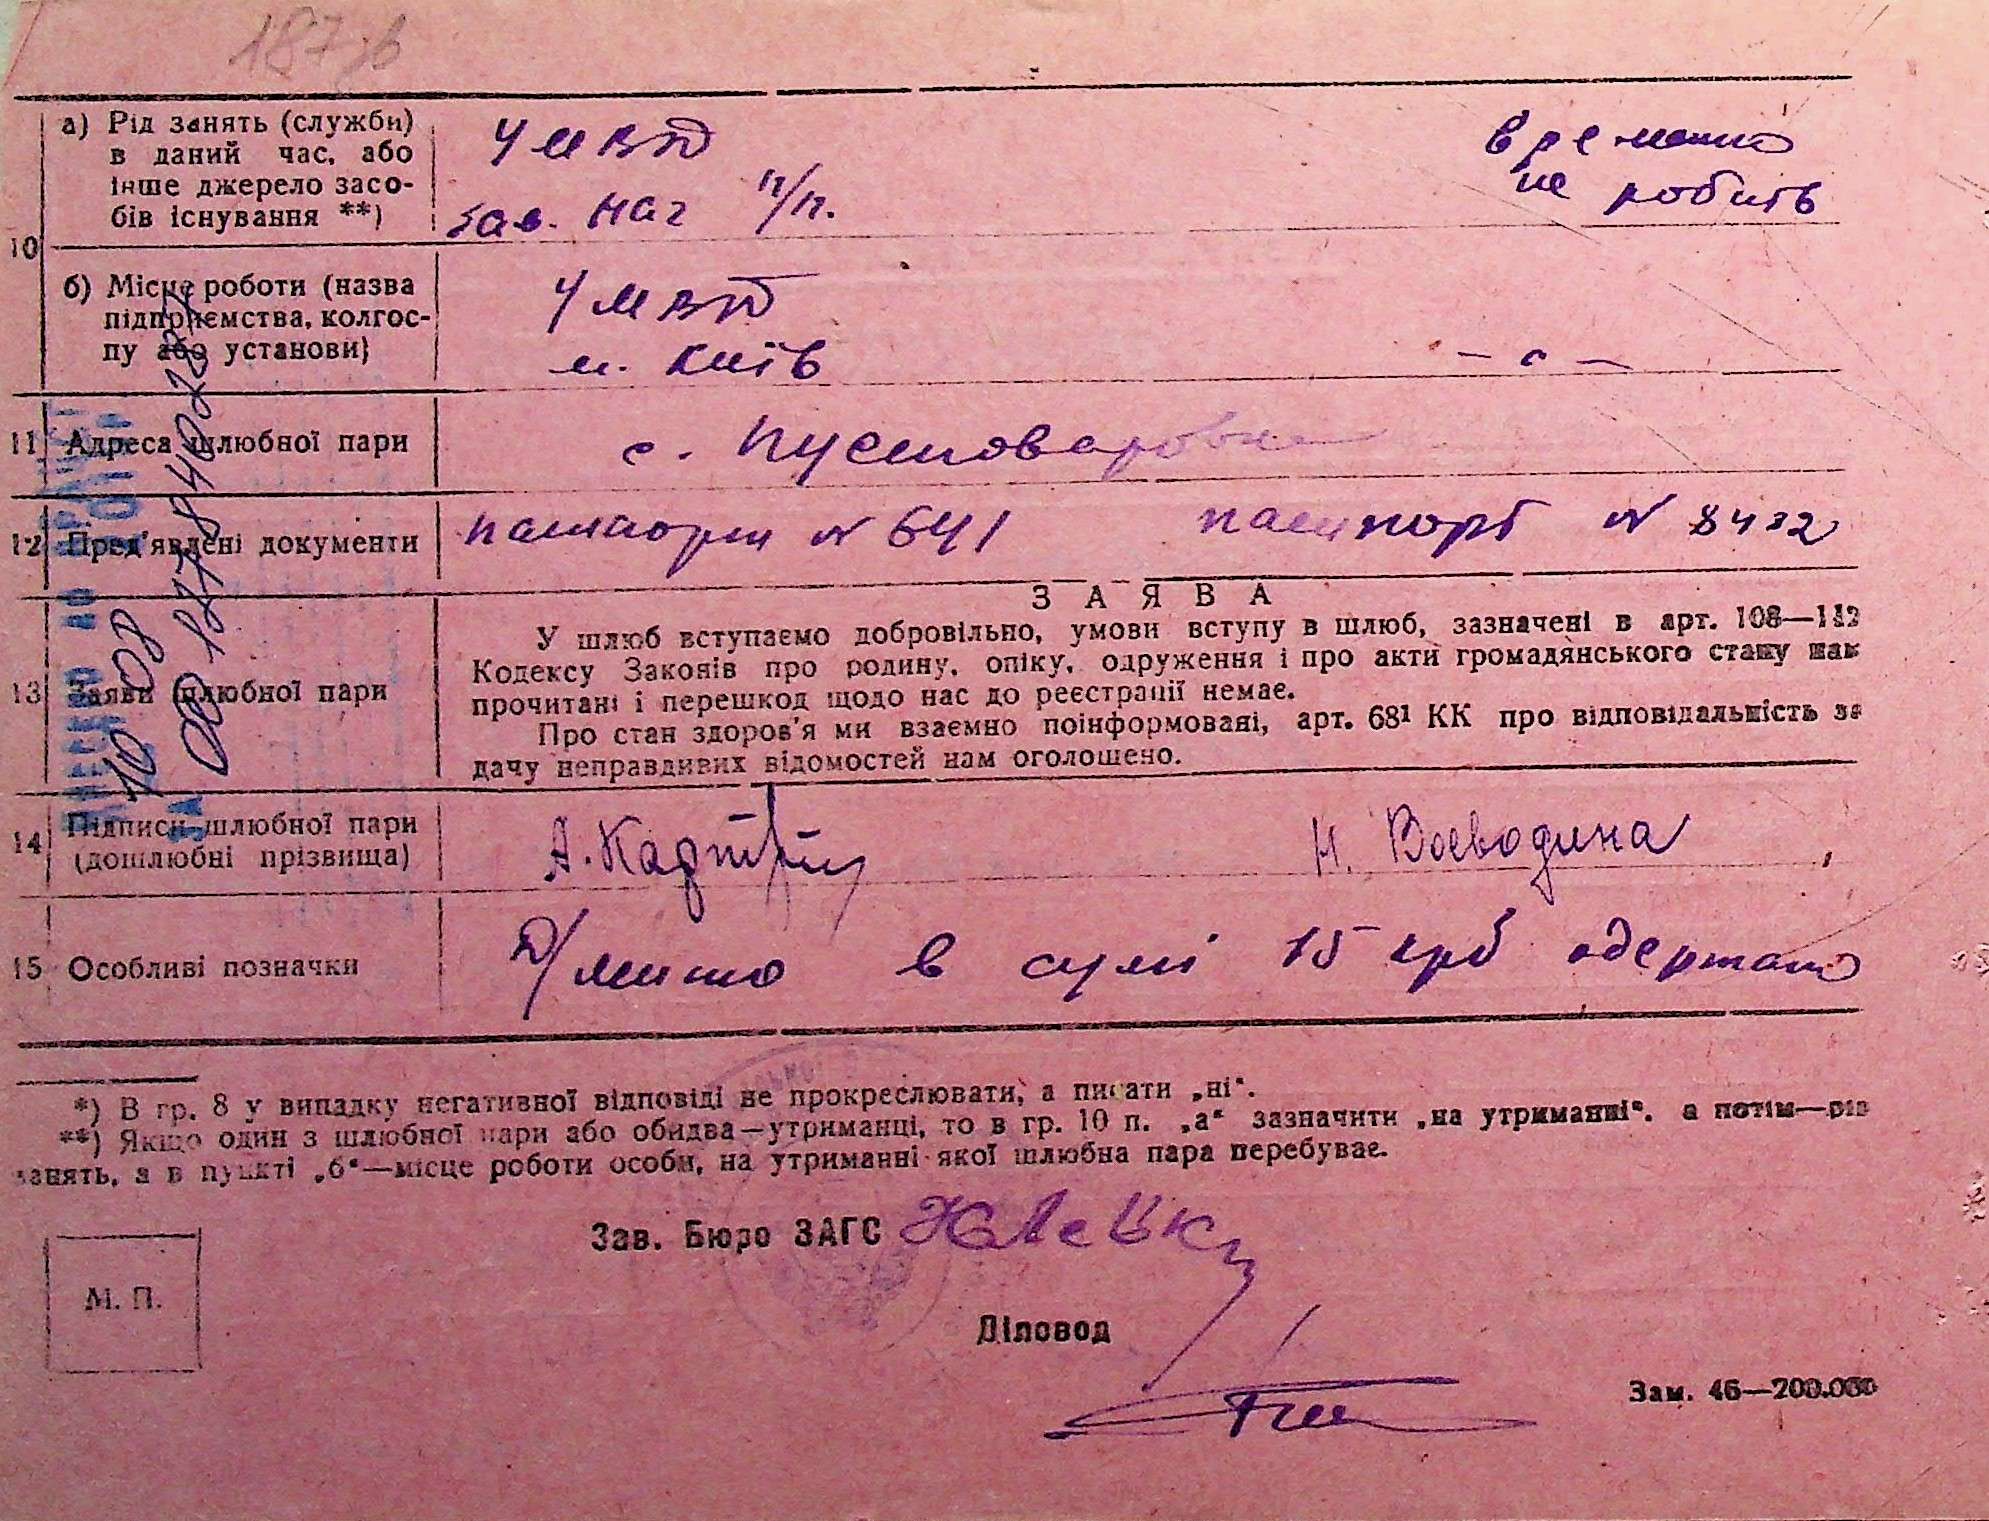 187зв
10
а) Рід занять (служби)
в даний час, або
інше джерело засо-
бів існування **)
УМВД
зав. нач п/п.
временно
не робить
б) Місце роботи (назва
підприємства, колгос-
пу або установи)
УМВД
м. Київ
11 Адреса шлюбної пари
с. Пустоваровка
12 Пред'явлені документи
паспорт № 641 паспорт № 8432
13 Заяви шлюбної пари
ЗАЯВА
У шлюб вступаємо добровільно, умови вступу в шлюб, зазначені в арт. 108—112
Кодексу Законів про родину, опіку, одруження і про акти громадянського стану нам
прочитані і перешкод щодо нас до реєстрації немає.
Про стан здоров'я ми взаємно поінформовані, арт. 68¹ КК про відповідальність за
дачу неправдивих відомостей нам оголошено.
14 Підписи шлюбної пари
(дошлюбні прізвища)
Н. Воеводина
15 Особливі позначки
Д/мито в сумі 15 крб одержано
*) В гр. 8 у випадку негативної відповіді не прокреслювати, а писати „ні“.
**) Якщо один з шлюбної пари або обидва—утриманці, то в гр. 10 п. „а“ зазначити „на утриманні“, а потім—рід
занять, а в пункті „б“—місце роботи особи, на утриманні якої шлюбна пара перебуває.
Зав. Бюро ЗАГС
М. П.
Діловод
Зам. 46—200.000